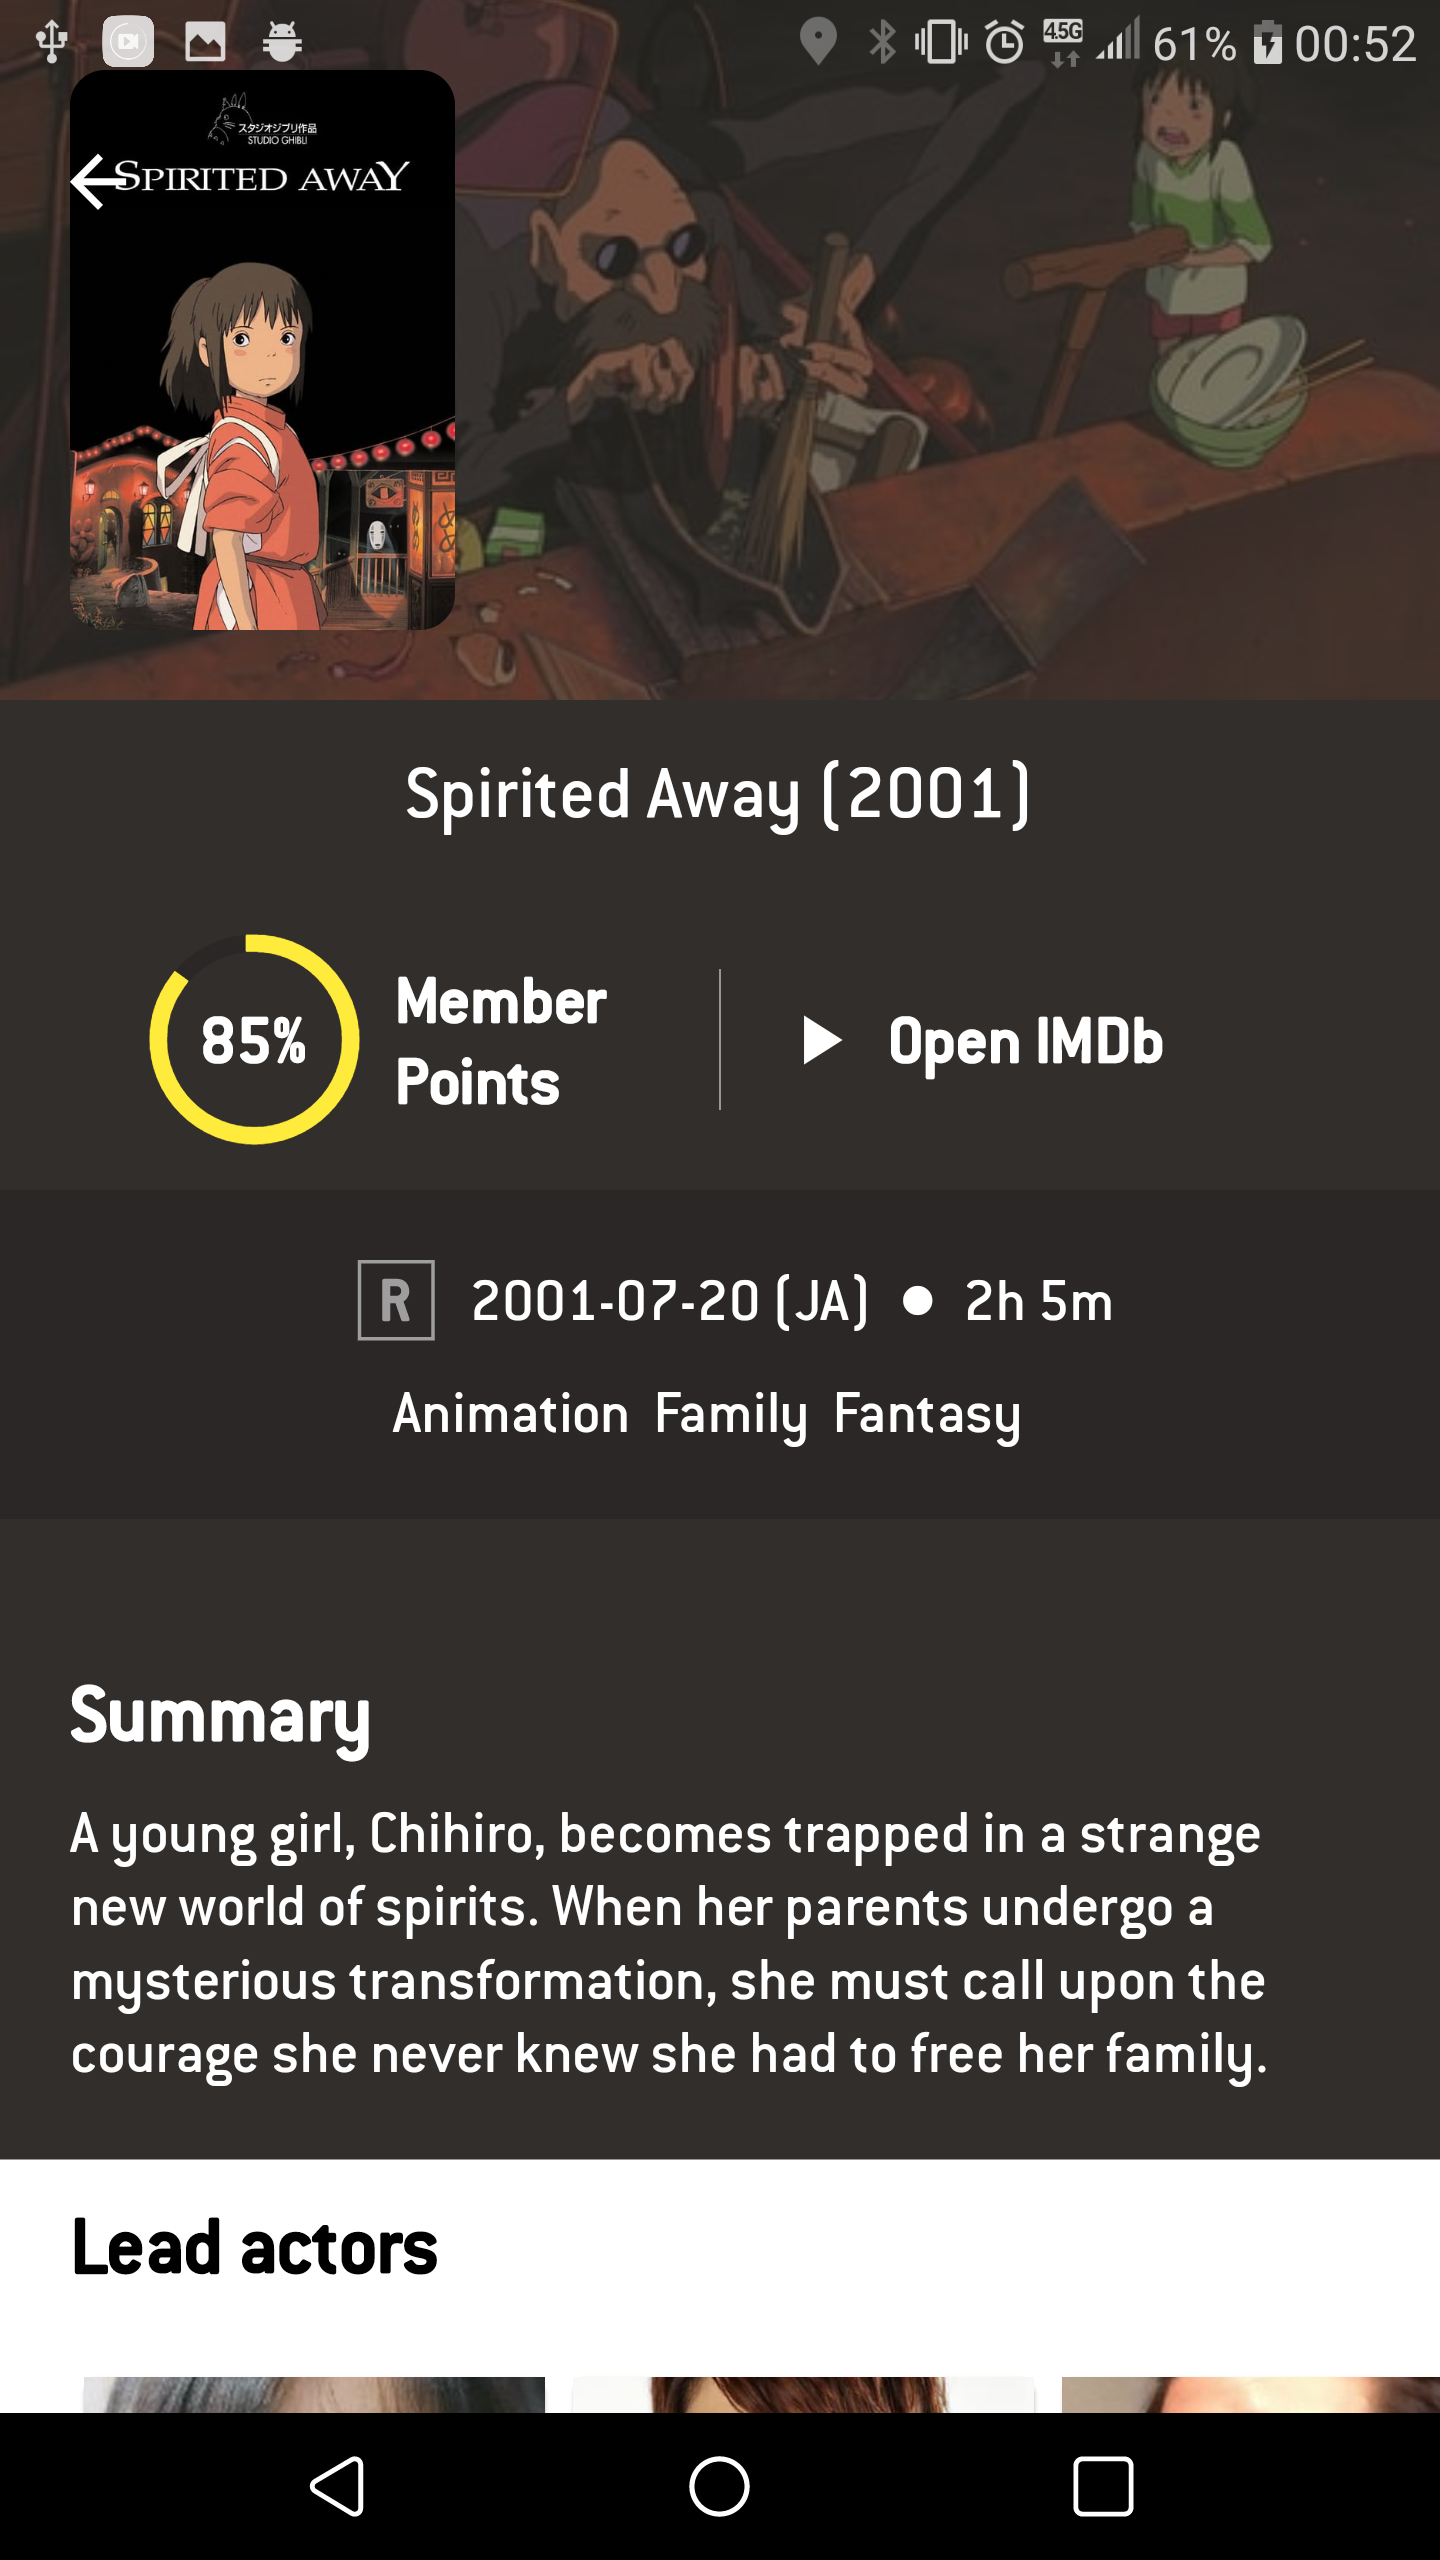 4.5G 61% 00:52
スタジオジブリ作品
STUDIO GHIBLI
SPIRITED AWAY
Spirited Away (2001)
85%
Member
Points
Open IMDb
R 2001-07-20 (JA) ● 2h 5m
Animation Family Fantasy
Summary
A young girl, Chihiro, becomes trapped in a strange
new world of spirits. When her parents undergo a
mysterious transformation, she must call upon the
courage she never knew she had to free her family.
Lead actors